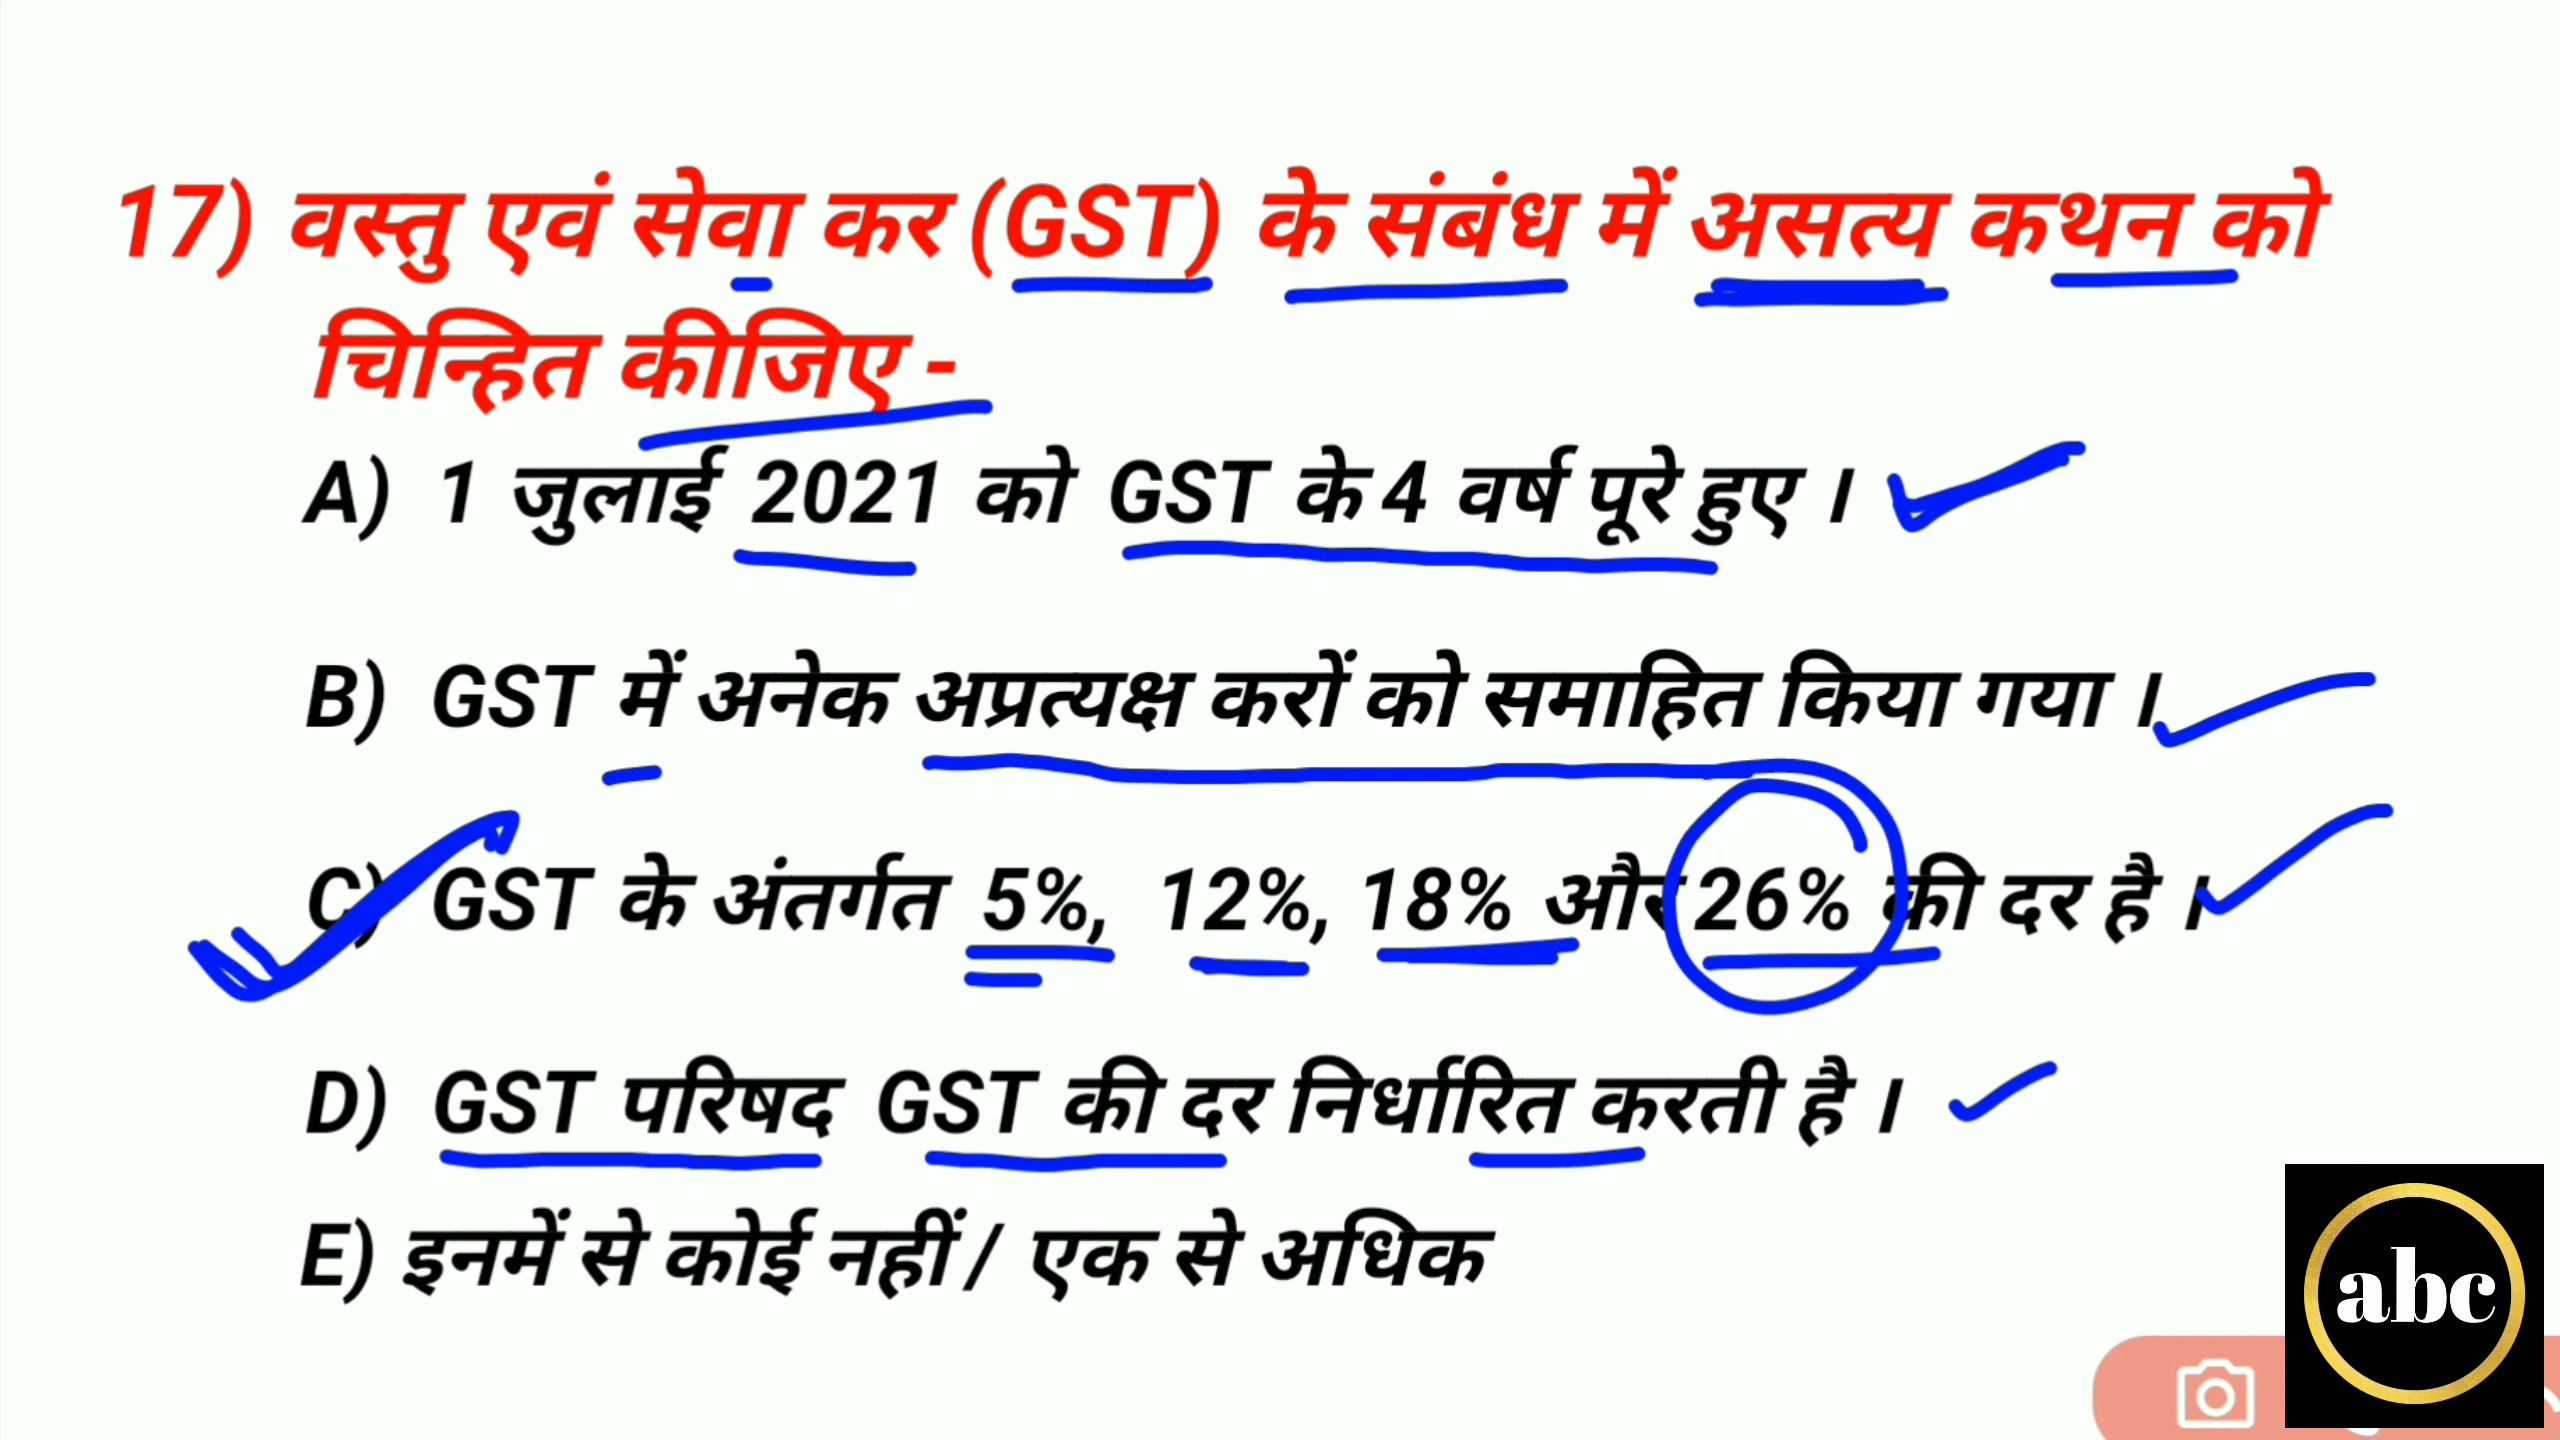 17) वस्तु एवं सेवा कर (GST) के संबंध में असत्य कथन को
चिन्हित कीजिए -
A) 1 जुलाई 2021 को GST के 4 वर्ष पूरे हुए ।
B) GST में अनेक अप्रत्यक्ष करों को समाहित किया गया ।
C) GST के अंतर्गत 5%, 12%, 18% और 26% की दर है ।
D) GST परिषद GST की दर निर्धारित करती है ।
E) इनमें से कोई नहीं / एक से अधिक
abc